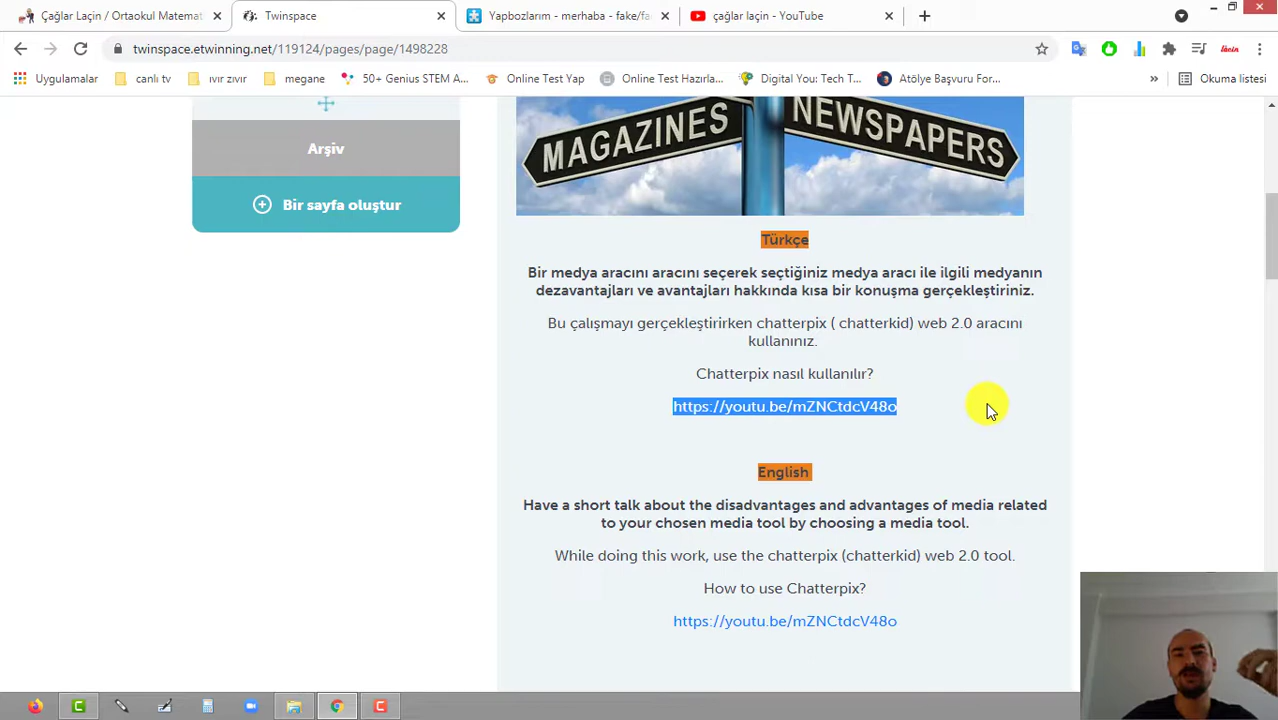 Çağlar Laçin / Ortaokul Matemat
Twinspace
Yapbozlarım - merhaba - fake/fa
çağlar laçin - YouTube
twinspace.etwinning.net/119124/pages/page/1498228
Uygulamalar
canlı tv
ıvır zıvır
megane
50+ Genius STEM A...
Online Test Yap
Online Test Hazırla...
Digital You: Tech T...
Atölye Başvuru For...
»
Okuma listesi
MAGAZINES
NEWSPAPERS
Arşiv
Bir sayfa oluştur
Türkçe
Bir medya aracını aracını seçerek seçtiğiniz medya aracı ile ilgili medyanın
dezavantajları ve avantajları hakkında kısa bir konuşma gerçekleştiriniz.
Bu çalışmayı gerçekleştirirken chatterpix ( chatterkid) web 2.0 aracını
kullanınız.
Chatterpix nasıl kullanılır?
https://youtu.be/mZNCtdcV48o
English
Have a short talk about the disadvantages and advantages of media related
to your chosen media tool by choosing a media tool.
While doing this work, use the chatterpix (chatterkid) web 2.0 tool.
How to use Chatterpix?
https://youtu.be/mZNCtdcV48o